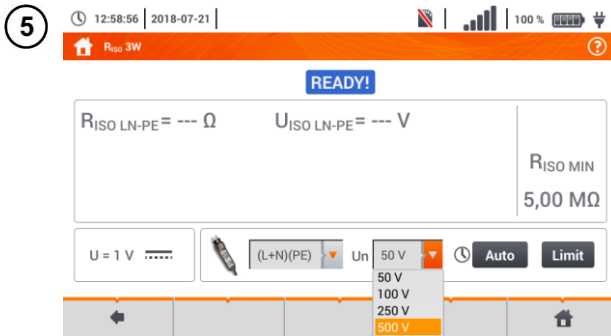 5
12:58:56 2018-07-21 100 %
RISO 3W ?
READY!
RISO LN-PE= --- Ω UISO LN-PE= --- V
RISO MIN
5,00 MΩ
U = 1 V (L+N)(PE) Un 50 V Auto Limit
50 V
100 V
250 V
500 V